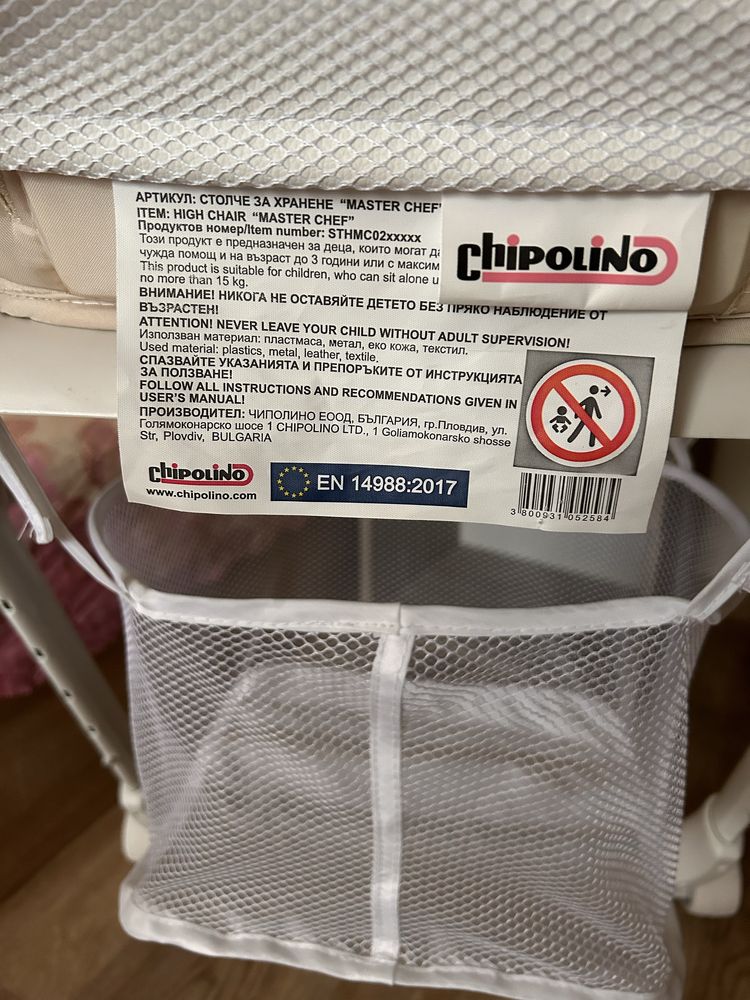 АРТИКУЛ: СТОЛЧЕ ЗА ХРАНЕНЕ “MASTER CHEF”
ITEM: HIGH CHAIR “MASTER CHEF”
Продуктов номер/Item number: STHMC02xxxxx
Този продукт е предназначен за деца, които могат
чужда помощ и на възраст до 3 години или с
This product is suitable for children, who can sit alone
no more than 15 kg.
ВНИМАНИЕ! НИКОГА НЕ ОСТАВЯЙТЕ ДЕТЕТО БЕЗ ПРЯКО НАБЛЮДЕНИЕ ОТ
ВЪЗРАСТЕН!
ATTENTION! NEVER LEAVE YOUR CHILD WITHOUT ADULT SUPERVISION!
Използван материал: пластмаса, метал, еко кожа, текстил.
Used material: plastics, metal, leather, textile.
СПАЗВАЙТЕ УКАЗАНИЯТА И ПРЕПОРЪКИТЕ ОТ ИНСТРУКЦИЯТА
ЗА ПОЛЗВАНЕ!
FOLLOW ALL INSTRUCTIONS AND RECOMMENDATIONS GIVEN IN
USER’S MANUAL!
ПРОИЗВОДИТЕЛ: ЧИПОЛИНО ЕООД, БЪЛГАРИЯ, гр.Пловдив, ул.
Голямоконарско шосе 1 CHIPOLINO LTD., 1 Goliamokonarsko shosse
Str, Plovdiv, BULGARIA
chipolino
chipolino
www.chipolino.com
EN 14988:2017
3 800931 052584